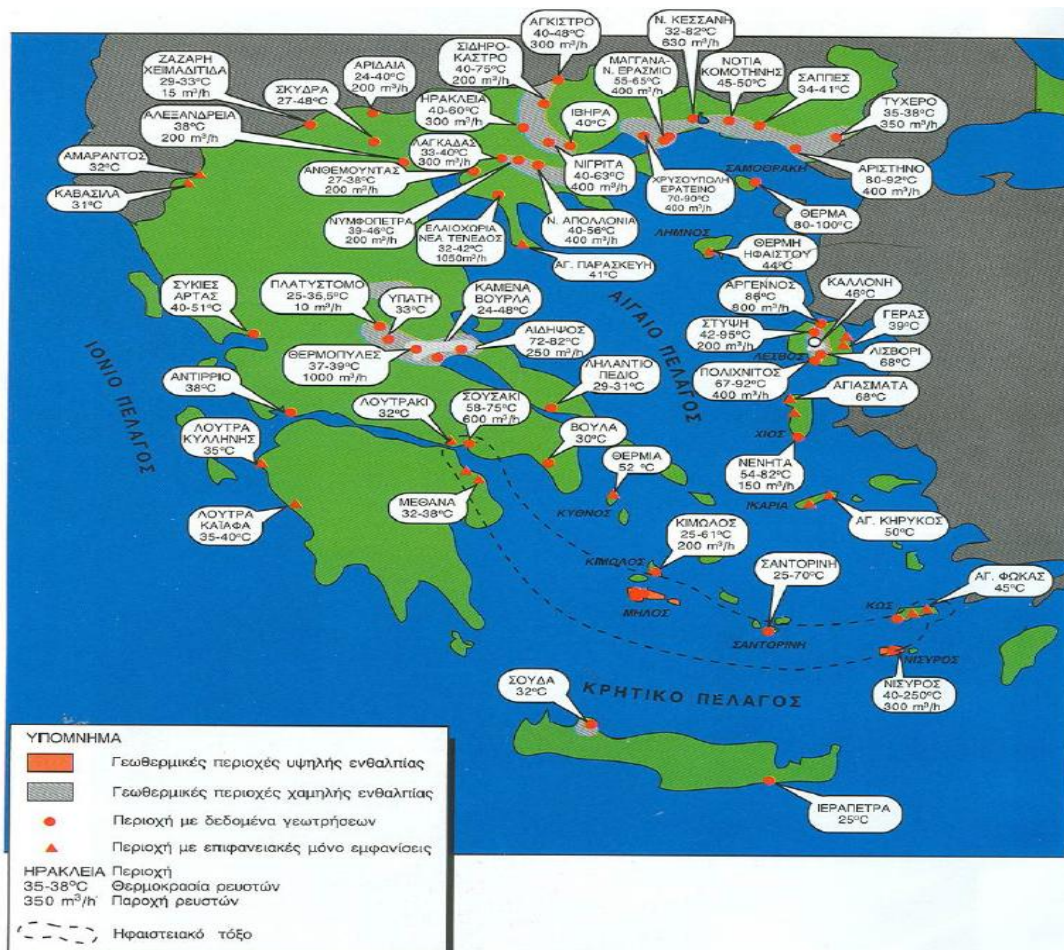 ΑΓΚΙΣΤΡΟ
40-48°C
300 m³/h
Ν. ΚΕΣΣΑΝΗ
32-82°C
630 m³/h
ΖΑΖΑΡΗ
ΧΕΙΜΑΔΙΤΙΔΑ
29-33°C
15 m³/h
ΑΡΙΔΑΙΑ
24-40°C
200 m³/h
ΣΙΔΗΡΟ-
ΚΑΣΤΡΟ
40-75°C
200 m³/h
ΜΑΓΓΑΝΑ-
Ν. ΕΡΑΣΜΙΟ
55-65°C
400 m³/h
ΝΟΤΙΑ
ΚΟΜΟΤΗΝΗΣ
45-50°C
ΣΑΠΠΕΣ
34-41°C
ΣΚΥΔΡΑ
27-48°C
ΗΡΑΚΛΕΙΑ
40-60°C
300 m³/h
ΙΒΗΡΑ
40°C
ΤΥΧΕΡΟ
35-38°C
350 m³/h
ΑΛΕΞΑΝΔΡΕΙΑ
38°C
200 m³/h
ΛΑΓΚΑΔΑΣ
33-40°C
300 m³/h
ΑΜΑΡΑΝΤΟΣ
32°C
ΚΑΒΑΣΙΛΑ
31°C
ΑΝΘΕΜΟΥΝΤΑΣ
27-38°C
200 m³/h
ΝΙΓΡΙΤΑ
40-63°C
400 m³/h
ΧΡΥΣΟΥΠΟΛΗ
ΕΡΑΤΕΙΝΟ
70-90°C
400 m³/h
ΣΑΜΟΘΡΑΚΗ
ΑΡΙΣΤΗΝΟ
80-92°C
400 m³/h
ΝΥΜΦΟΠΕΤΡΑ
39-46°C
200 m³/h
ΕΛΑΙΟΧΩΡΙΑ
ΝΕΑ ΤΕΝΕΔΟΣ
32-42°C
1050m³/h
Ν. ΑΠΟΛΛΩΝΙΑ
40-56°C
400 m³/h
ΘΕΡΜΑ
80-100°C
ΛΗΜΝΟΣ
ΑΓ. ΠΑΡΑΣΚΕΥΗ
41°C
ΘΕΡΜΗ
ΗΦΑΙΣΤΟΥ
44°C
ΣΥΚΙΕΣ
ΑΡΤΑΣ
40-51°C
ΠΛΑΤΥΣΤΟΜΟ
25-35,5°C
10 m³/h
ΥΠΑΤΗ
33°C
ΚΑΜΕΝΑ
ΒΟΥΡΛΑ
24-48°C
ΑΙΓΑΙΟ ΠΕΛΑΓΟΣ
ΑΡΓΕΝΝΟΣ
86°C
800 m³/h
ΚΑΛΛΟΝΗ
46°C
ΓΕΡΑΣ
39°C
ΣΤΥΨΗ
42-95°C
200 m³/h
ΛΕΣΒΟΣ
ΛΙΣΒΟΡΙ
68°C
ΑΙΔΗΨΟΣ
72-82°C
250 m³/h
ΘΕΡΜΟΠΥΛΕΣ
37-39°C
1000 m³/h
ΠΟΛΙΧΝΙΤΟΣ
67-92°C
400 m³/h
ΑΓΙΑΣΜΑΤΑ
68°C
ΙΟΝΙΟ ΠΕΛΑΓΟΣ
ΑΝΤΙΡΡΙΟ
38°C
ΛΗΛΑΝΤΙΟ
ΠΕΔΙΟ
29-31°C
ΛΟΥΤΡΑΚΙ
32°C
ΣΟΥΣΑΚΙ
58-75°C
600 m³/h
ΧΙΟΣ
ΛΟΥΤΡΑ
ΚΥΛΛΗΝΗΣ
35°C
ΒΟΥΛΑ
30°C
ΘΕΡΜΙΑ
52 °C
ΝΕΝΗΤΑ
54-82°C
150 m³/h
ΜΕΘΑΝΑ
32-38°C
ΚΥΘΝΟΣ
ΙΚΑΡΙΑ
ΛΟΥΤΡΑ
ΚΑΪΑΦΑ
35-40°C
ΚΙΜΩΛΟΣ
25-61°C
200 m³/h
ΑΓ. ΚΗΡΥΚΟΣ
50°C
ΚΙΜΩΛΟΣ
ΣΑΝΤΟΡΙΝΗ
25-70°C
ΑΓ. ΦΩΚΑΣ
45°C
ΜΗΛΟΣ
ΚΩΣ
ΣΑΝΤΟΡΙΝΗ
ΝΙΣΥΡΟΣ
ΣΟΥΔΑ
32°C
ΚΡΗΤΙΚΟ ΠΕΛΑΓΟΣ
ΝΙΣΥΡΟΣ
40-250°C
300 m³/h
ΙΕΡΑΠΕΤΡΑ
25°C
ΥΠΟΜΝΗΜΑ
Γεωθερμικές περιοχές υψηλής ενθαλπίας
Γεωθερμικές περιοχές χαμηλής ενθαλπίας
Περιοχή με δεδομένα γεωτρήσεων
Περιοχή με επιφανειακές μόνο εμφανίσεις
ΗΡΑΚΛΕΙΑ Περιοχή
35-38°C Θερμοκρασία ρευστών
350 m³/h Παροχή ρευστών
Ηφαιστειακό τόξο